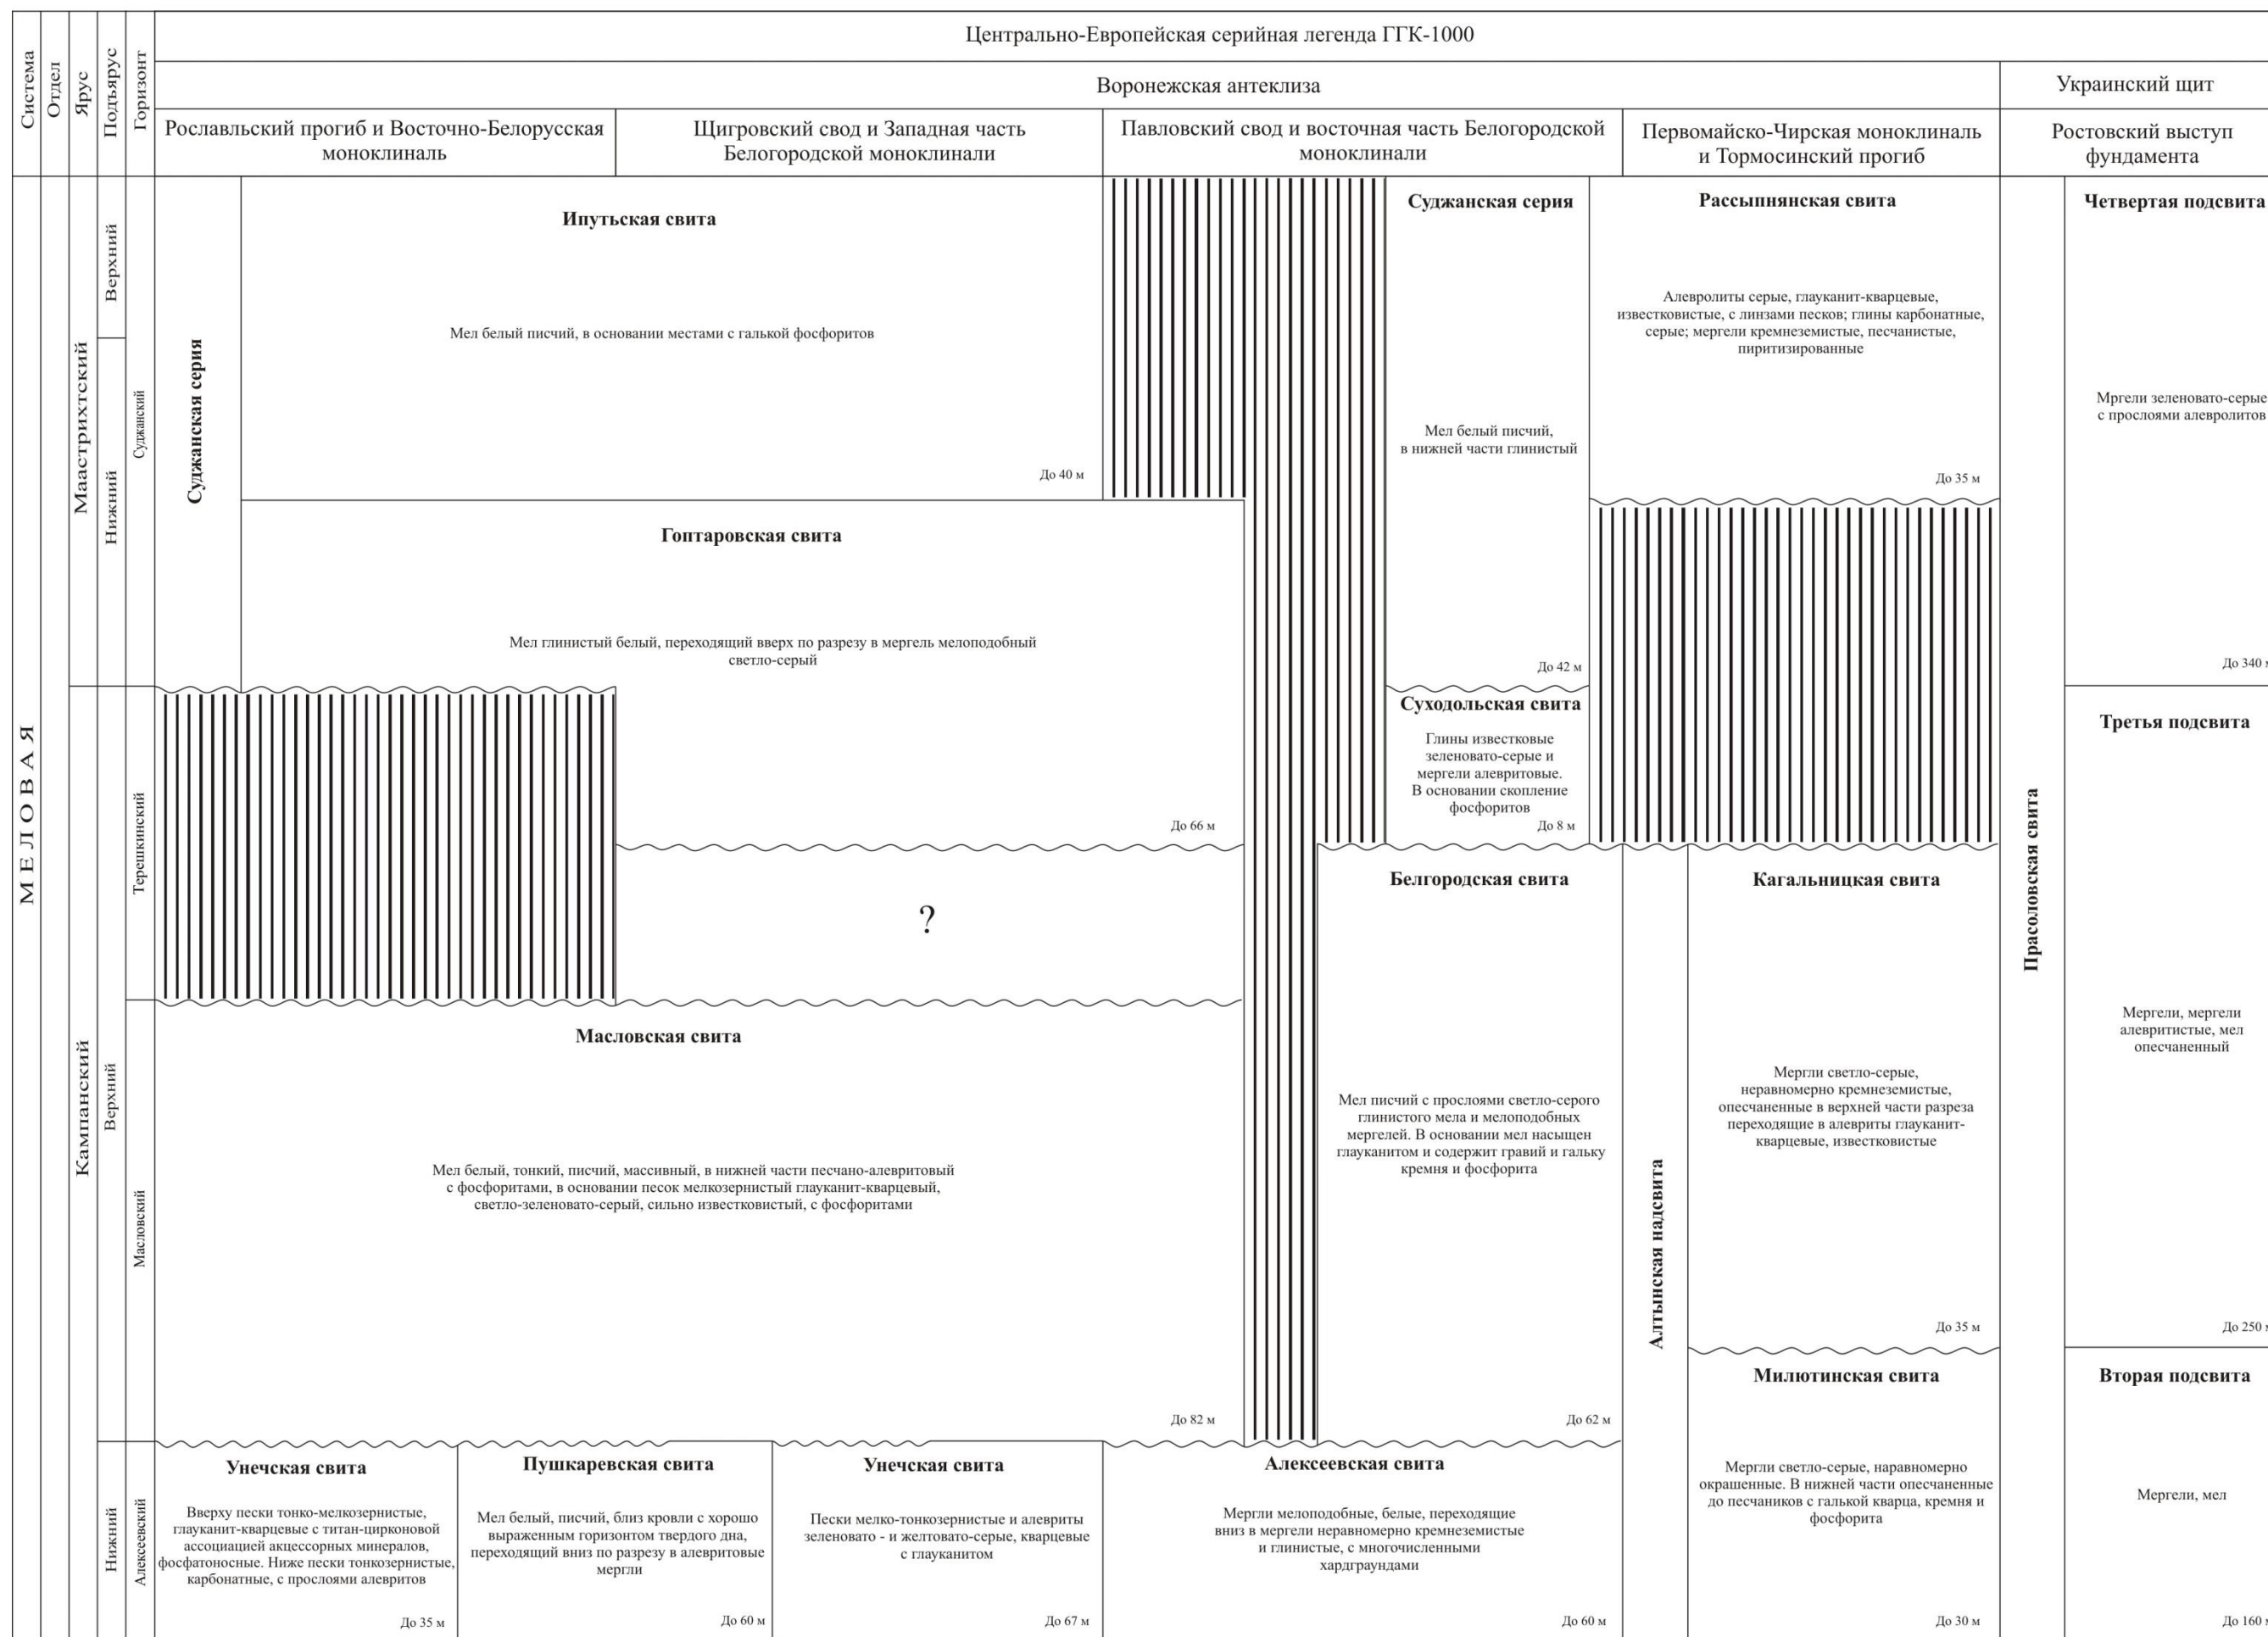 Центрально-Европейская серийная легенда ГГК-1000
Система
Отдел
Ярус
Подъярус
Горизонт
Воронежская антеклиза
Украинский щит
Рославльский прогиб и Восточно-Белорусская
моноклиналь
Щигровский свод и Западная часть
Белогородской моноклинали
Павловский свод и восточная часть Белогородской
моноклинали
Первомайско-Чирская моноклиналь
и Тормосинский прогиб
Ростовский выступ
фундамента
МЕЛОВАЯ
Маастрихтский
Верхний
Нижний
Суджанский
Суджанская серия
Ипутьская свита
Мел белый писчий, в основании местами с галькой фосфоритов
До 40 м
Гоптаровская свита
Мел глинистый белый, переходящий вверх по разрезу в мергель мелоподобный
светло-серый
До 66 м
Суджанская серия
Мел белый писчий,
в нижней части глинистый
До 42 м
Рассыпнянская свита
Алевролиты серые, глауканит-кварцевые,
известковистые, с линзами песков; глины карбонатные,
серые; мергели кремнеземистые, песчанистые,
пиритизированные
До 35 м
Четвертая подсвита
Мргели зеленовато-серые
с прослоями алевролитов
До 340 м
Кампанский
Верхний
Нижний
Терешкинский
Масловский
Алексеевский
?
Суходольская свита
Глины известковые
зеленовато-серые и
мергели алевритовые.
В основании скопление
фосфоритов
До 8 м
Масловская свита
Мел белый, тонкий, писчий, массивный, в нижней части песчано-алевритовый
с фосфоритами, в основании песок мелкозернистый глауканит-кварцевый,
светло-зеленовато-серый, сильно известковистый, с фосфоритами
До 82 м
Белгородская свита
Мел писчий с прослоями светло-серого
глинистого мела и мелоподобных
мергелей. В основании мел насыщен
глауканитом и содержит гравий и гальку
кремня и фосфорита
До 62 м
Алтынская надсвита
Кагальницкая свита
Мергли светло-серые,
неравномерно кремнеземистые,
опесчаненные в верхней части разреза
переходящие в алевриты глауканит-
кварцевые, известковистые
До 35 м
Прасоловская свита
Третья подсвита
Мергели, мергели
алевритистые, мел
опесчаненный
До 250 м
Унечская свита
Вверху пески тонко-мелкозернистые,
глауканит-кварцевые с титан-цирконовой
ассоциацией акцессорных минералов,
фосфатоносные. Ниже пески тонкозернистые,
карбонатные, с прослоями алевритов
До 35 м
Пушкаревская свита
Мел белый, писчий, близ кровли с хорошо
выраженным горизонтом твердого дна,
переходящий вниз по разрезу в алевритовые
мергли
До 60 м
Унечская свита
Пески мелко-тонкозернистые и алевриты
зеленовато - и желтовато-серые, кварцевые
с глауканитом
До 67 м
Алексеевская свита
Мергли мелоподобные, белые, переходящие
вниз в мергели неравномерно кремнеземистые
и глинистые, с многочисленными
хардграундами
До 60 м
Милютинская свита
Мергли светло-серые, наравномерно
окрашенные. В нижней части опесчаненные
до песчаников с галькой кварца, кремня и
фосфорита
До 30 м
Вторая подсвита
Мергели, мел
До 160 м